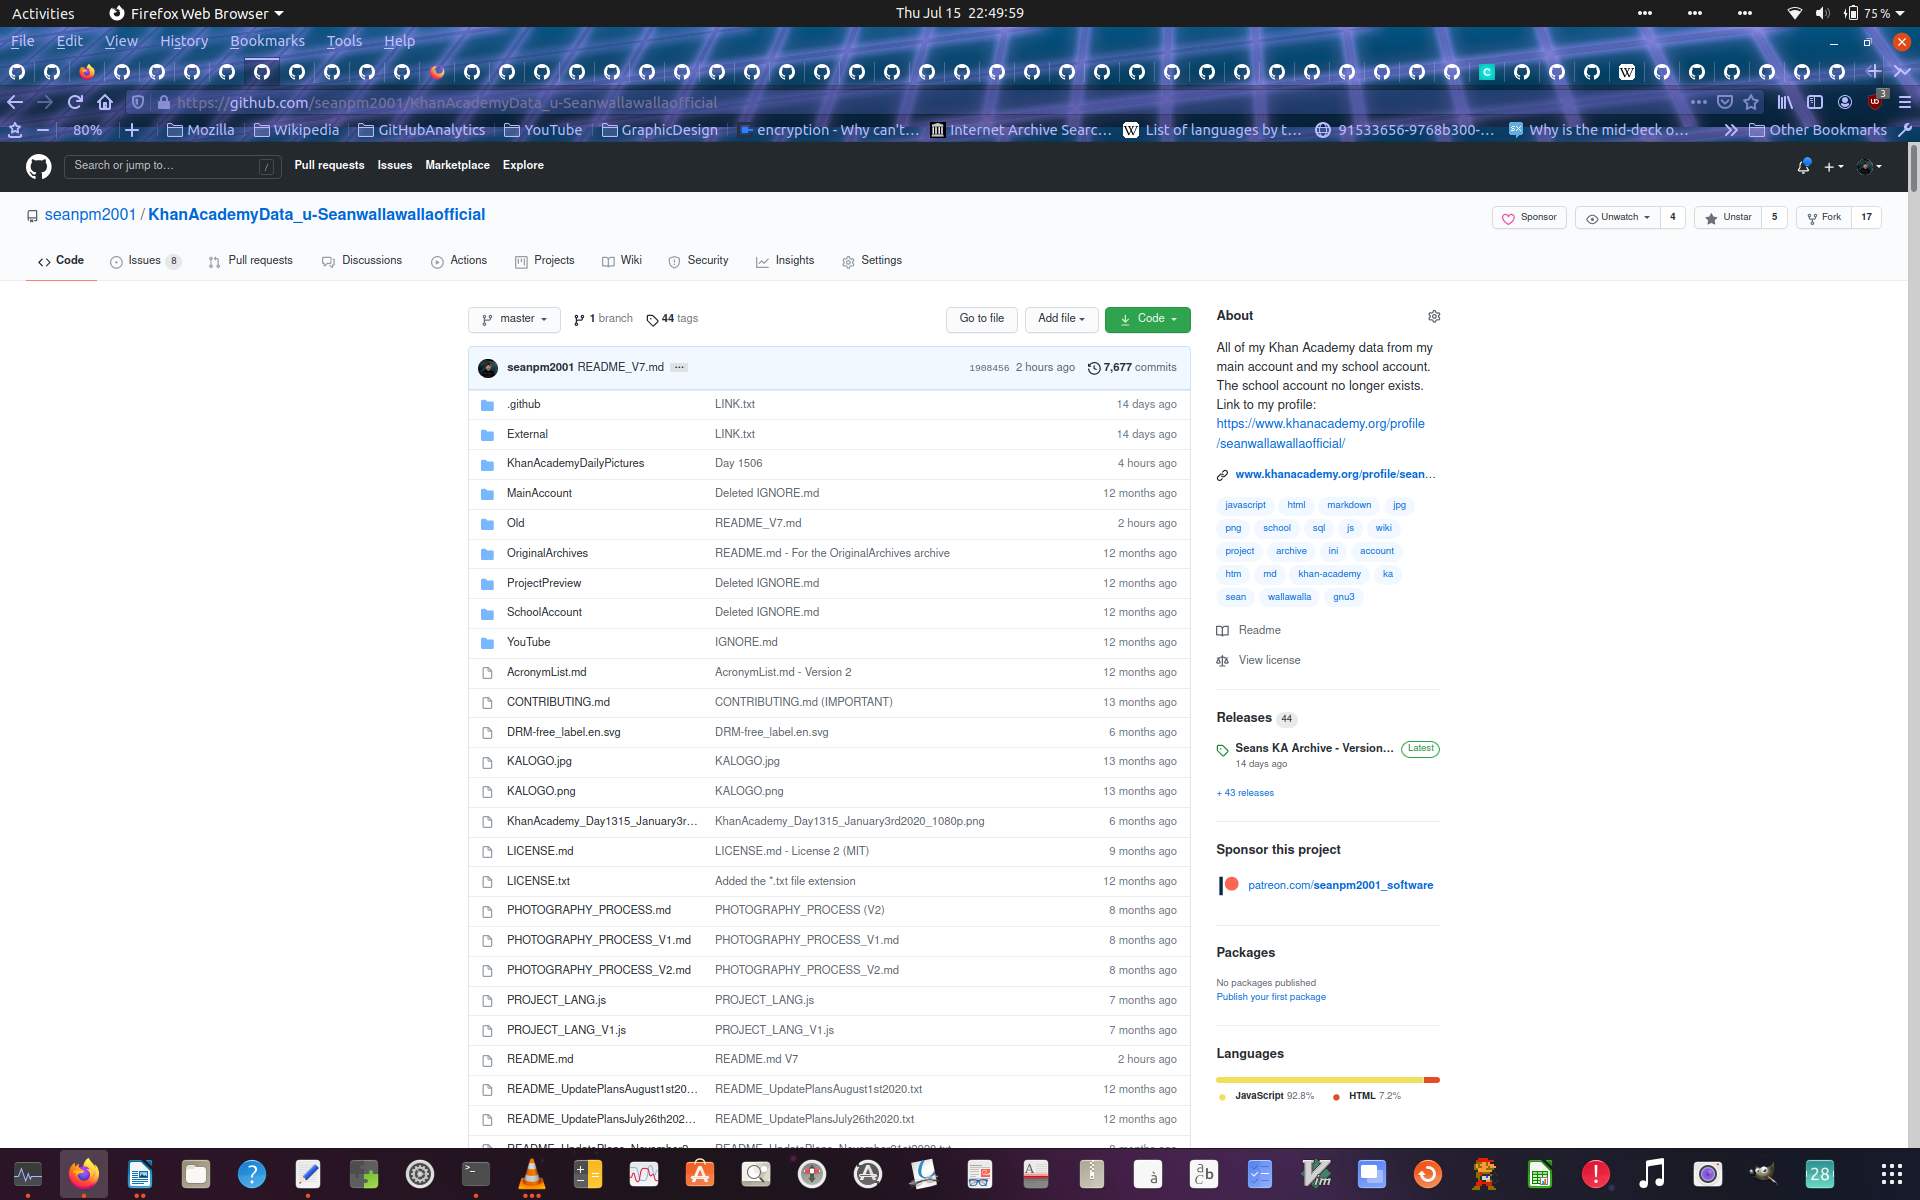 Activities
Firefox Web Browser
Thu Jul 15 22:49:59
75 %
File Edit View History Bookmarks Tools Help
https://github.com/seanpm2001/KhanAcademyData_u-Seanwallawallaofficial
3
80%
Mozilla
Wikipedia
GitHubAnalytics
YouTube
GraphicDesign
encryption - Why can't...
Internet Archive Searc...
List of languages by t...
91533656-9768b300-...
Why is the mid-deck o...
Other Bookmarks
Search or jump to...
/
Pull requests Issues Marketplace Explore
seanpm2001 / KhanAcademyData_u-Seanwallawallaofficial
Sponsor
Unwatch 4
Unstar 5
Fork 17
Code
Issues 8
Pull requests
Discussions
Actions
Projects
Wiki
Security
Insights
Settings
master
1 branch
44 tags
Go to file
Add file
Code
seanpm2001 README_V7.md ... 1908456 2 hours ago 7,677 commits
.github LINK.txt 14 days ago
External LINK.txt 14 days ago
KhanAcademyDailyPictures Day 1506 4 hours ago
MainAccount Deleted IGNORE.md 12 months ago
Old README_V7.md 2 hours ago
OriginalArchives README.md - For the OriginalArchives archive 12 months ago
ProjectPreview Deleted IGNORE.md 12 months ago
SchoolAccount Deleted IGNORE.md 12 months ago
YouTube IGNORE.md 12 months ago
AcronymList.md AcronymList.md - Version 2 12 months ago
CONTRIBUTING.md CONTRIBUTING.md (IMPORTANT) 13 months ago
DRM-free_label.en.svg DRM-free_label.en.svg 6 months ago
KALOGO.jpg KALOGO.jpg 13 months ago
KALOGO.png KALOGO.png 13 months ago
KhanAcademy_Day1315_January3r... KhanAcademy_Day1315_January3rd2020_1080p.png 6 months ago
LICENSE.md LICENSE.md - License 2 (MIT) 9 months ago
LICENSE.txt Added the *.txt file extension 12 months ago
PHOTOGRAPHY_PROCESS.md PHOTOGRAPHY_PROCESS (V2) 8 months ago
PHOTOGRAPHY_PROCESS_V1.md PHOTOGRAPHY_PROCESS_V1.md 8 months ago
PHOTOGRAPHY_PROCESS_V2.md PHOTOGRAPHY_PROCESS_V2.md 8 months ago
PROJECT_LANG.js PROJECT_LANG.js 7 months ago
PROJECT_LANG_V1.js PROJECT_LANG_V1.js 7 months ago
README.md README.md V7 2 hours ago
README_UpdatePlansAugust1st20... README_UpdatePlansAugust1st2020.txt 12 months ago
README_UpdatePlansJuly26th202... README_UpdatePlansJuly26th2020.txt 12 months ago
About
All of my Khan Academy data from my
main account and my school account.
The school account no longer exists.
Link to my profile:
https://www.khanacademy.org/profile
/seanwallawallaofficial/
www.khanacademy.org/profile/sean...
javascript html markdown jpg
png school sql js wiki
project archive ini account
htm md khan-academy ka
sean wallawalla gnu3
Readme
View license
Releases 44
Seans KA Archive - Version... Latest
14 days ago
+ 43 releases
Sponsor this project
patreon.com/seanpm2001_software
Packages
No packages published
Publish your first package
Languages
JavaScript 92.8% HTML 7.2%
28